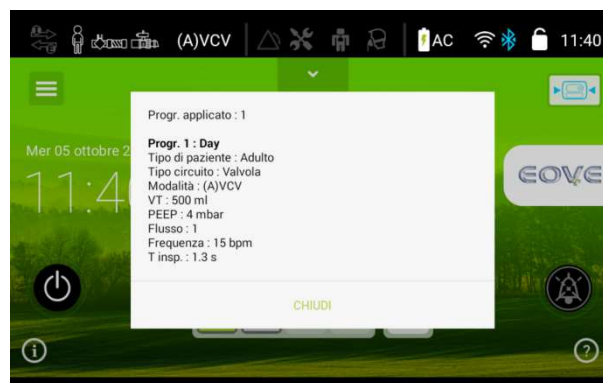 (A)VCV
AC
11:40
Progr. applicato : 1
Progr. 1 : Day
Tipo di paziente : Adulto
Tipo circuito : Valvola
Modalità : (A)VCV
VT : 500 ml
PEEP : 4 mbar
Flusso : 1
Frequenza : 15 bpm
T insp. : 1.3 s
CHIUDI
Mer 05 ottobre 2
11:4
EOVE
i
?